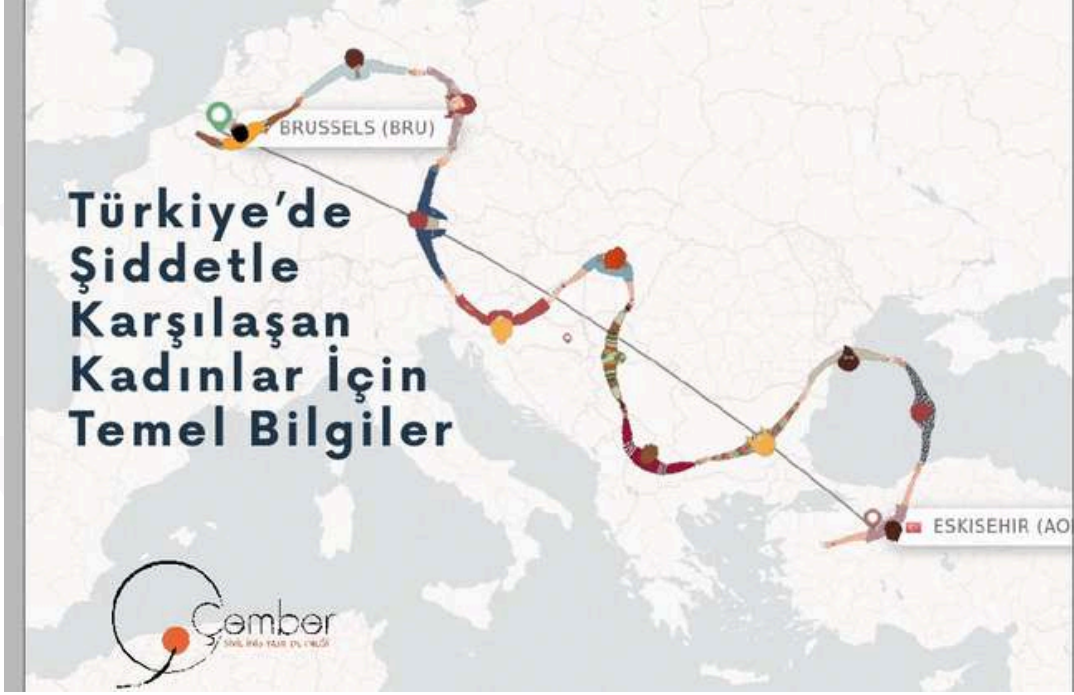 BRUSSELS (BRU)
Türkiye'de
Şiddetle
Karşılaşan
Kadınlar İçin
Temel Bilgiler
ESKISEHIR (AO
Çember